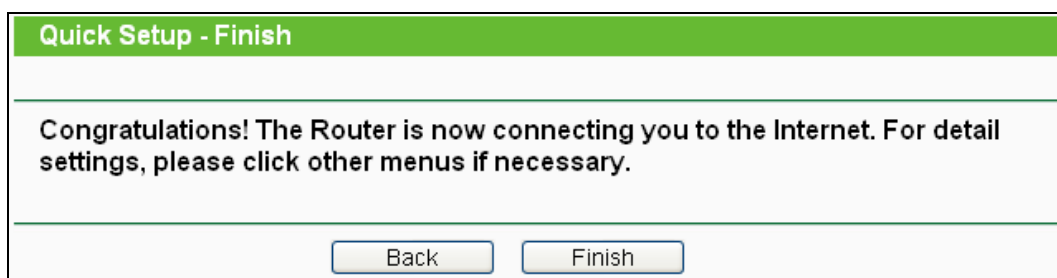 Quick Setup - Finish
Congratulations! The Router is now connecting you to the Internet. For detail
settings, please click other menus if necessary.
Back Finish